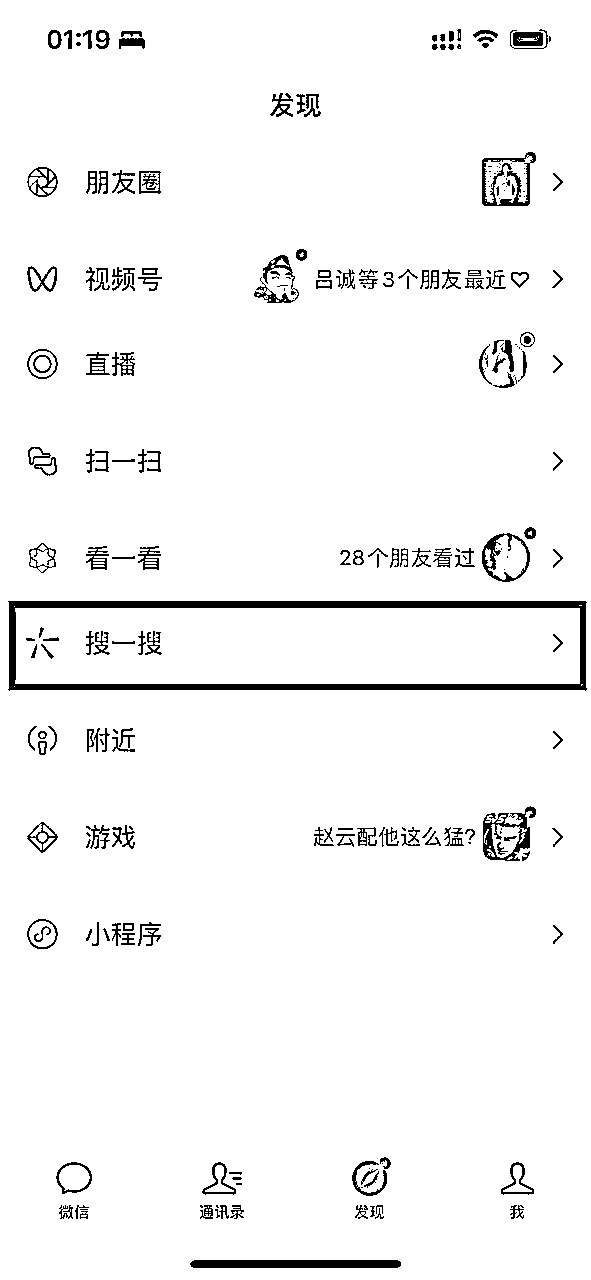 01:19
发现
朋友圈
视频号 吕诚等3个朋友最近♡
直播
扫一扫
看一看 28个朋友看过
搜一搜
附近
游戏 赵云配他这么猛?
小程序
微信 通讯录 发现 我